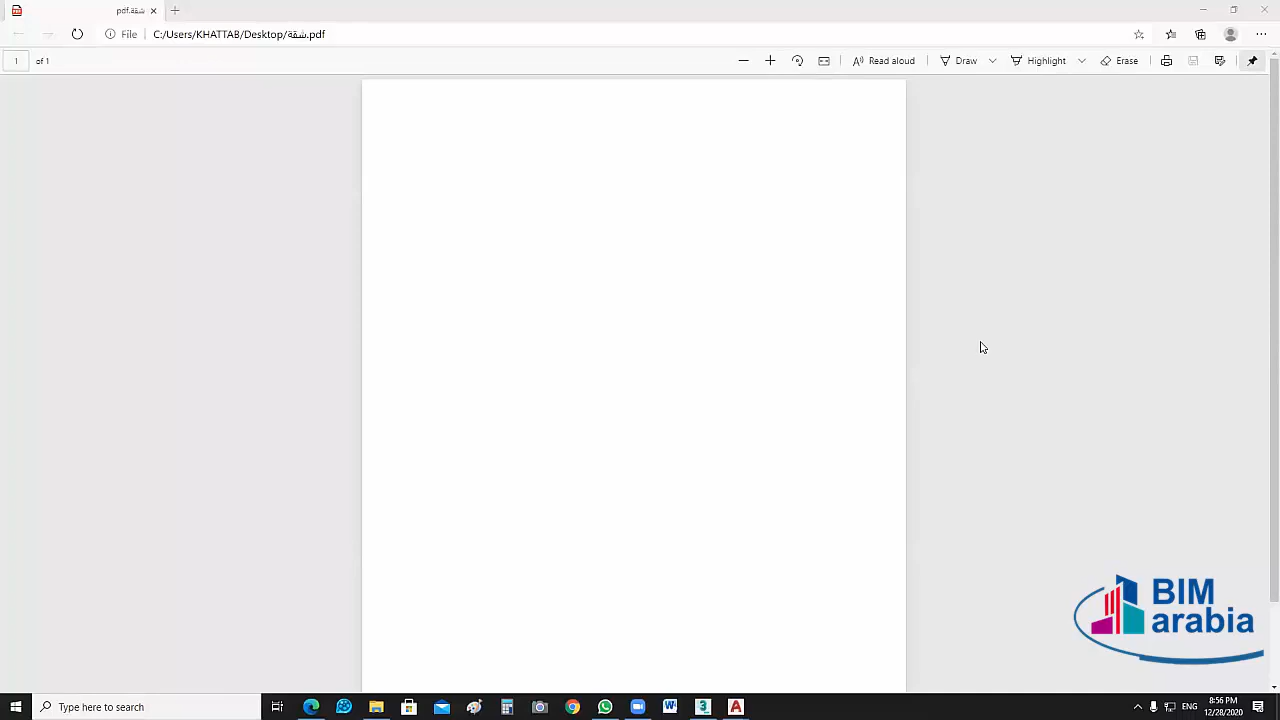 شقة.pdf
File C:/Users/KHATTAB/Desktop/شقة.pdf
1 of 1 Read aloud Draw Highlight Erase
BIM
arabia
Type here to search
ENG
8:56 PM
12/28/2020